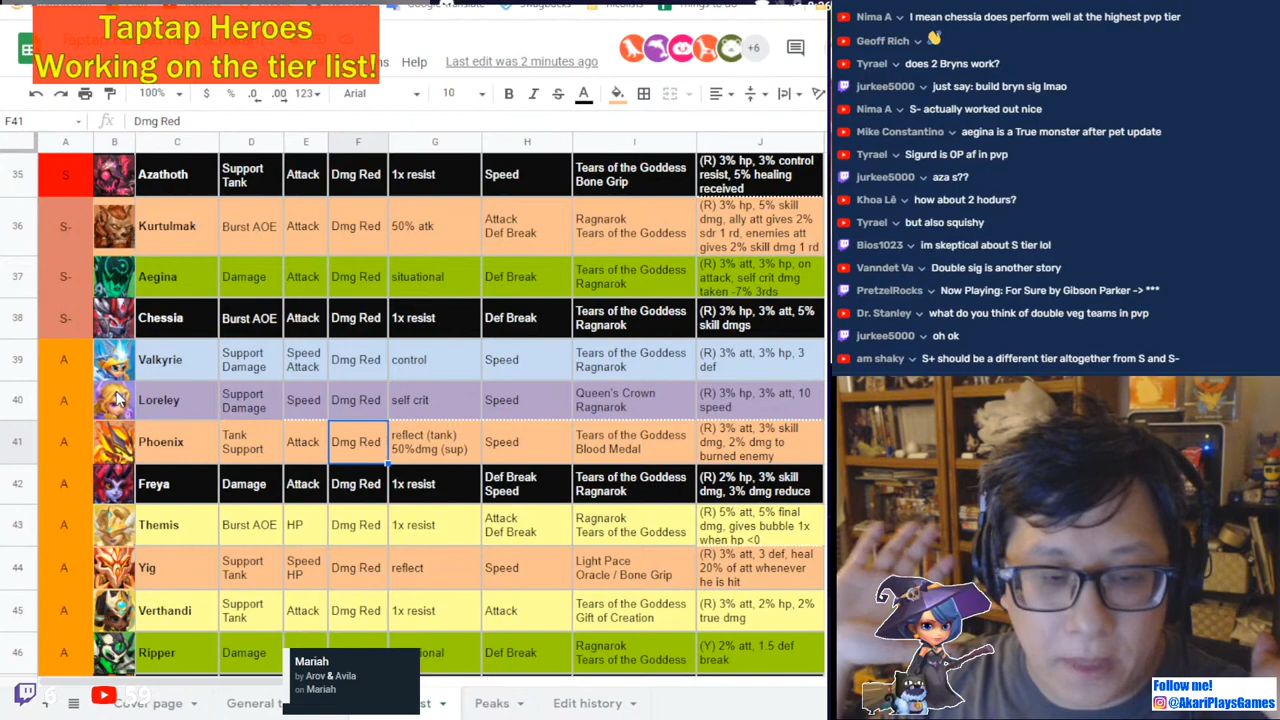 Taptap Heroes
Working on the tier list!
Help
Last edit was 2 minutes ago
+6
100%
$
%
.0
.00
123
Arial
10
B
I
S
A
F41
fx
Dmg Red
A B C D E F G H I J
35 S Azathoth Support Tank Attack Dmg Red 1x resist Speed Tears of the Goddess Bone Grip (R) 3% hp, 3% control resist, 5% healing received
36 S- Kurtulmak Burst AOE Attack Dmg Red 50% atk Attack Def Break Ragnarok Tears of the Goddess (R) 3% hp, 5% skill dmg, ally att gives 2% sdr 1 rd, enemies att gives 2% skill dmg 1 rd
37 S- Aegina Damage Attack Dmg Red situational Def Break Tears of the Goddess Ragnarok (R) 3% att, 3% hp, on attack, self crit dmg taken -7% 3rds
38 S- Chessia Burst AOE Attack Dmg Red 1x resist Def Break Tears of the Goddess Ragnarok (R) 3% hp, 3% att, 5% skill dmgs
39 A Valkyrie Support Damage Speed Attack Dmg Red control Speed Tears of the Goddess Ragnarok (R) 3% att, 3% hp, 3 def
40 A Loreley Support Damage Speed Dmg Red self crit Speed Queen's Crown Ragnarok (R) 3% hp, 3% att, 10 speed
41 A Phoenix Tank Support Attack Dmg Red reflect (tank) 50%dmg (sup) Speed Tears of the Goddess Blood Medal (R) 3% att, 3% skill dmg, 2% dmg to burned enemy
42 A Freya Damage Attack Dmg Red 1x resist Def Break Speed Tears of the Goddess Ragnarok (R) 2% hp, 3% skill dmg, 3% dmg reduce
43 A Themis Burst AOE HP Dmg Red 1x resist Attack Def Break Ragnarok Tears of the Goddess (R) 5% att, 5% final dmg, gives bubble 1x when hp <0
44 A Yig Support Tank Speed HP Dmg Red reflect Speed Light Pace Oracle / Bone Grip (R) 3% att, 3 def, heal 20% of att whenever he is hit
45 A Verthandi Support Tank Attack Dmg Red 1x resist Attack Tears of the Goddess Gift of Creation (R) 3% att, 2% hp, 2% true dmg
A Ripper Damage Def Break Ragnarok Tears of the Goddess (Y) 2% att, 1.5 def break
Mariah
by Arov & Avila
on Mariah
6
59
Cover page
General
Peaks
Edit history
Nima A I mean chessia does perform well at the highest pvp tier
Geoff Rich
Tyrael does 2 Bryns work?
jurkee5000 just say: build bryn sig lmao
Nima A S- actually worked out nice
Mike Constantino aegina is a True monster after pet update
Tyrael Sigurd is OP af in pvp
jurkee5000 aza s??
Khoa Lê how about 2 hodurs?
Tyrael but also squishy
Bios1023 im skeptical about S tier lol
Vanndet Va Double sig is another story
PretzelRocks Now Playing: For Sure by Gibson Parker -> ***
Dr. Stanley what do you think of double veg teams in pvp
jurkee5000 oh ok
am shaky S+ should be a different tier altogether from S and S-
Follow me!
@AkariPlaysGames